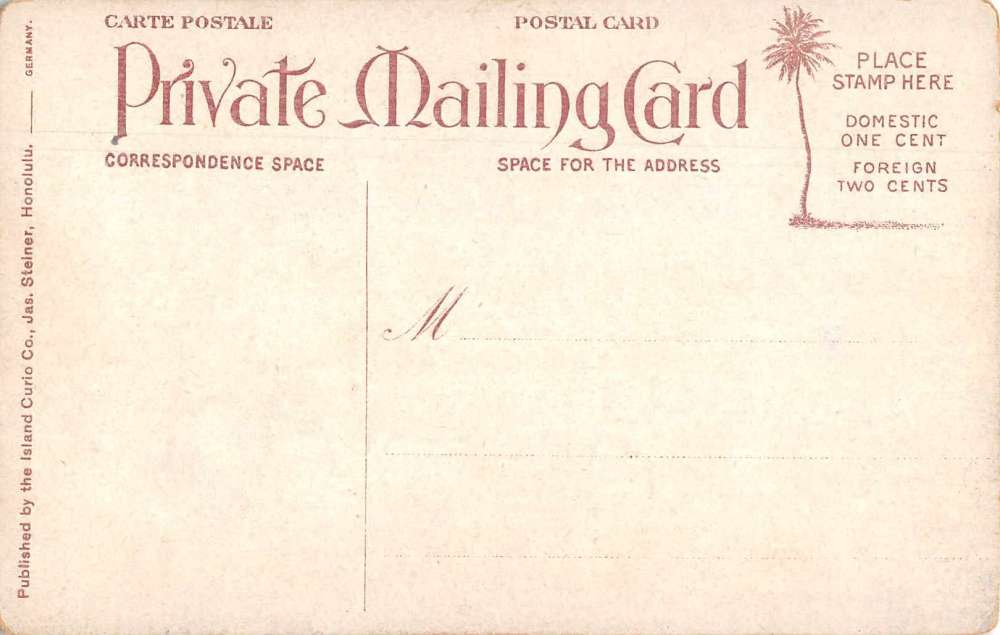 CARTE POSTALE
POSTAL CARD
Private Mailing Card
CORRESPONDENCE SPACE
SPACE FOR THE ADDRESS
PLACE
STAMP HERE
DOMESTIC
ONE CENT
FOREIGN
TWO CENTS
M
Published by the Island Curio Co., Jas. Steiner, Honolulu. —— GERMANY.